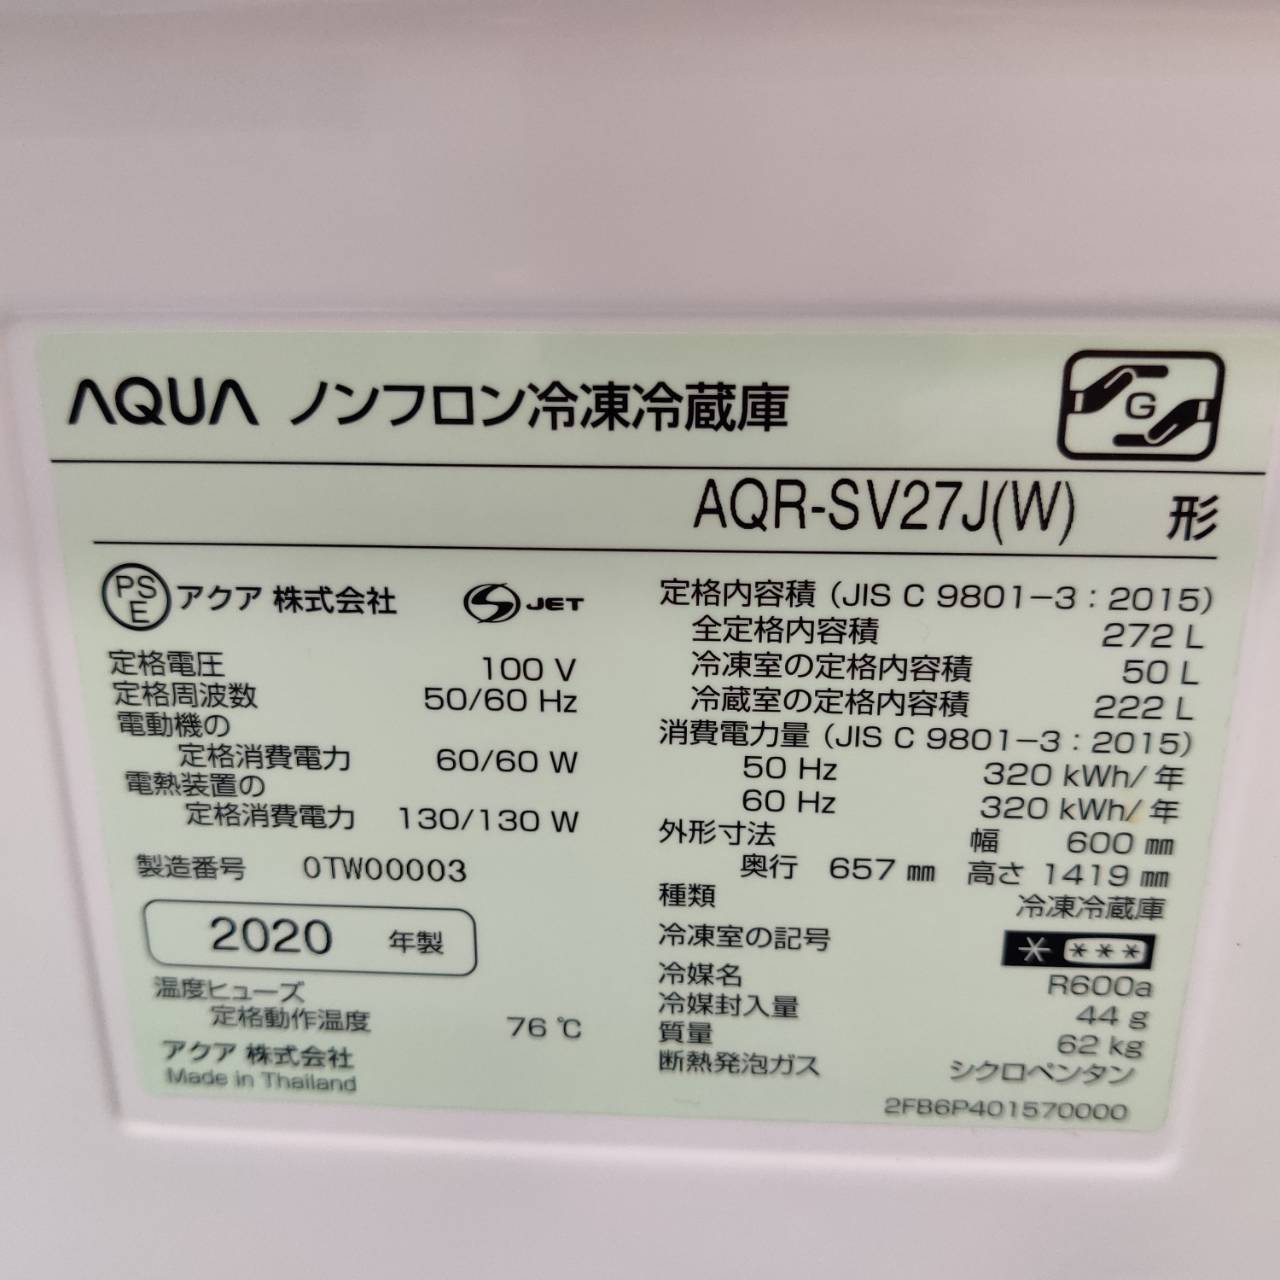 AQUA ノンフロン冷凍冷蔵庫
G
AQR-SV27J(W) 形
PSE アクア 株式会社 S JET
定格電圧 100 V
定格周波数 50/60 Hz
電動機の
定格消費電力 60/60 W
電熱装置の
定格消費電力 130/130 W
製造番号 0TW00003
2020 年製
温度ヒューズ
定格動作温度 76 ℃
アクア 株式会社
Made in Thailand
定格内容積 (JIS C 9801-3 : 2015)
全定格内容積 272 L
冷凍室の定格内容積 50 L
冷蔵室の定格内容積 222 L
消費電力量 (JIS C 9801-3 : 2015)
50 Hz 320 kWh/年
60 Hz 320 kWh/年
外形寸法 幅 600 mm
奥行 657 mm 高さ 1419 mm
種類 冷凍冷蔵庫
冷凍室の記号 * ***
冷媒名 R600a
冷媒封入量 44 g
質量 62 kg
断熱発泡ガス シクロペンタン
2FB6P401570000